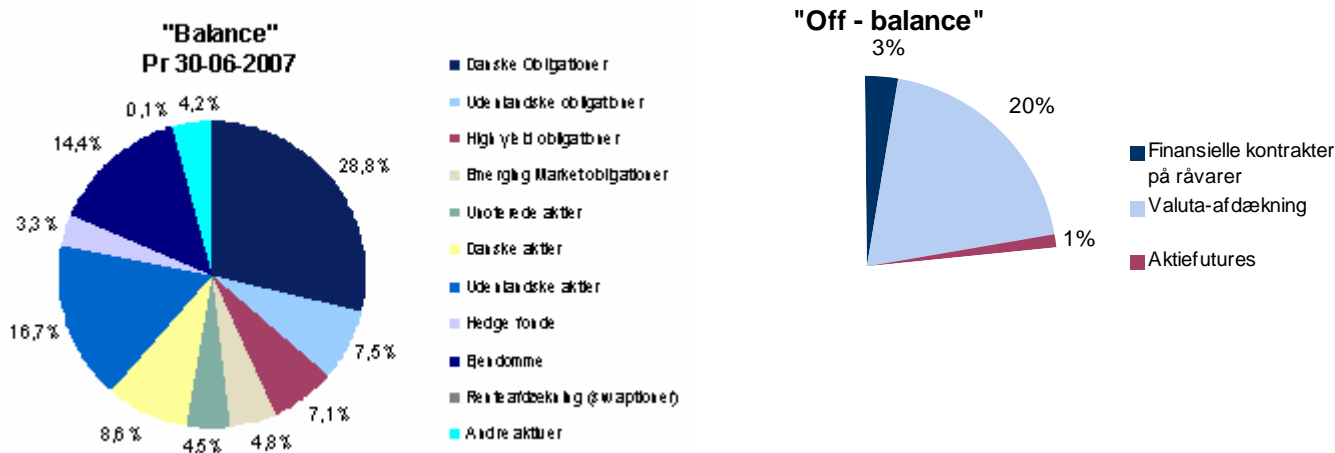 "Balance"
Pr 30-06-2007
0,1% 4,2%
14,4%
28,8%
3,3%
16,7%
7,5%
7,1%
8,6%
4,5%
4,8%
Danske Obligationer
Udenlandske obligationer
High yield obligationer
Emerging Market obligationer
Unoterede aktier
Danske aktier
Udenlandske aktier
Hedge fonde
Ejendomme
Renteafdækning (swaptioner)
Andre aktiver
"Off - balance"
3%
20%
1%
Finansielle kontrakter
på råvarer
Valuta-afdækning
Aktiefutures